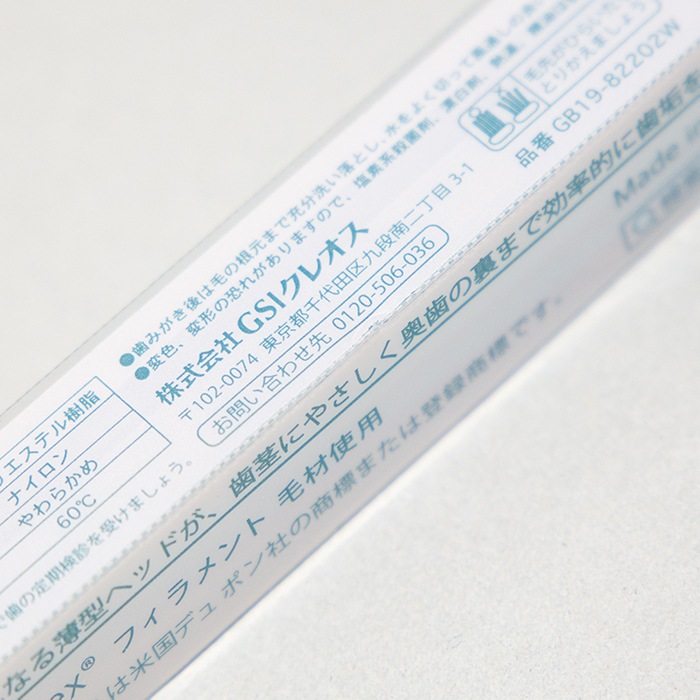 ●歯みがき後は毛の根元まで充分洗い落とし、水をよく切って風通しの良い
●変色、変形の恐れがありますので、塩素系殺菌剤、漂白剤、熱湯、
株式会社GSIクレオス
〒102-0074 東京都千代田区九段南二丁目3-1
お問い合わせ先 0120-506-036
毛先がひらいたら
とりかえましょう
品番 GB19-82202W
エステル樹脂
ナイロン
やわらかめ
60℃
歯の定期検診を受けましょう。
なる薄型ヘッドが、歯茎にやさしく奥歯の裏まで効率的に歯垢を
EX® フィラメント 毛材使用
は米国デュポン社の商標または登録商標です。
Made